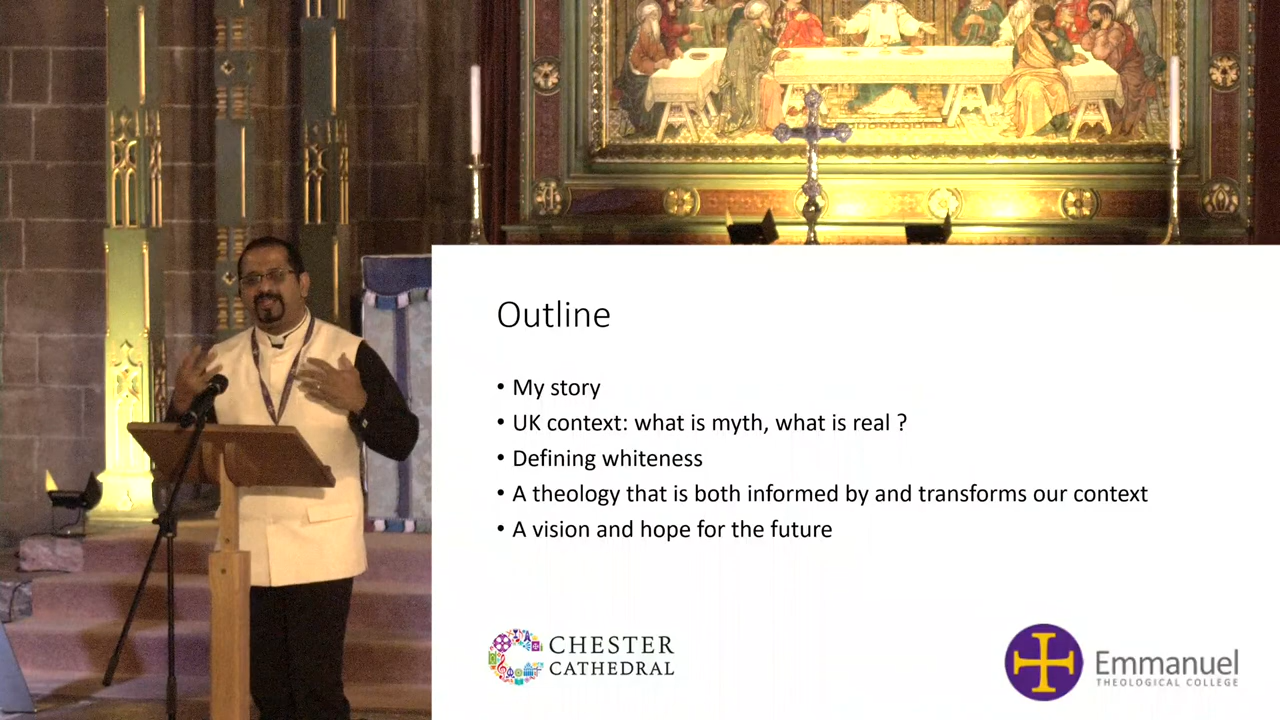 Outline
• My story
• UK context: what is myth, what is real ?
• Defining whiteness
• A theology that is both informed by and transforms our context
• A vision and hope for the future
CHESTER
CATHEDRAL
Emmanuel
THEOLOGICAL COLLEGE